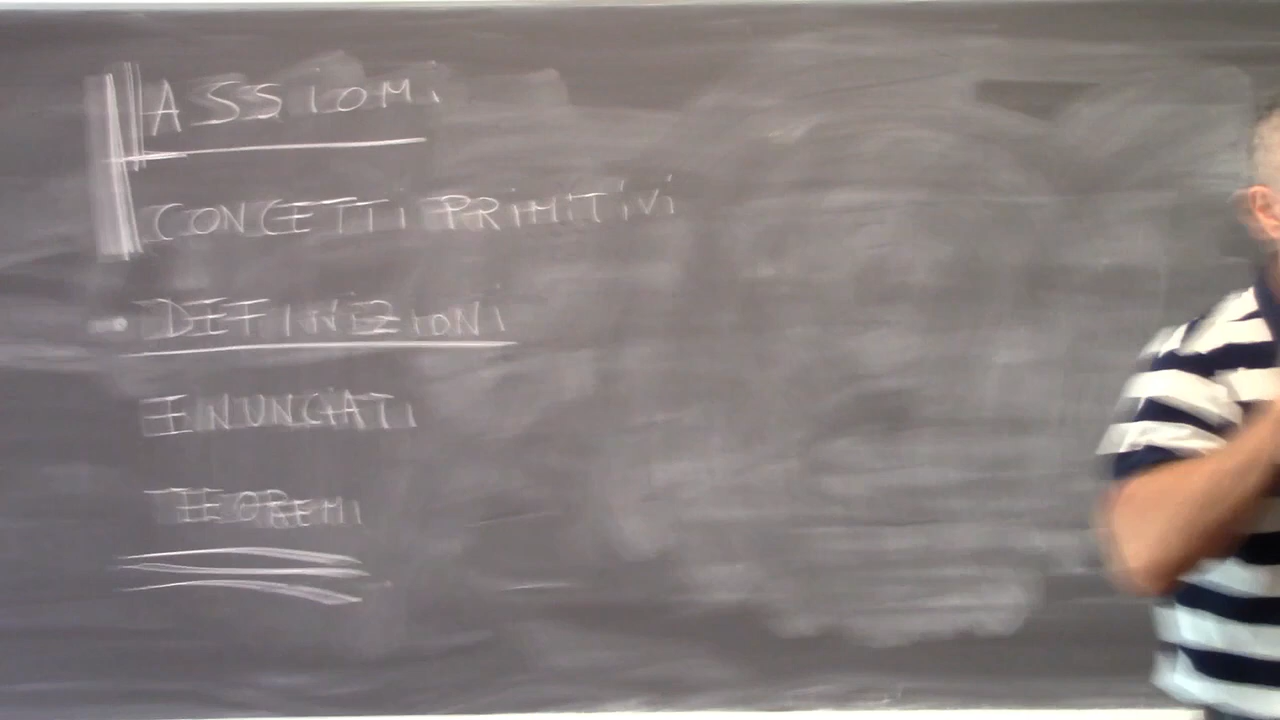 ASSIOMi
CONCETTi PRiMiTiVi
DEFINIZIONI
ENUNCIATI
TEOREMI